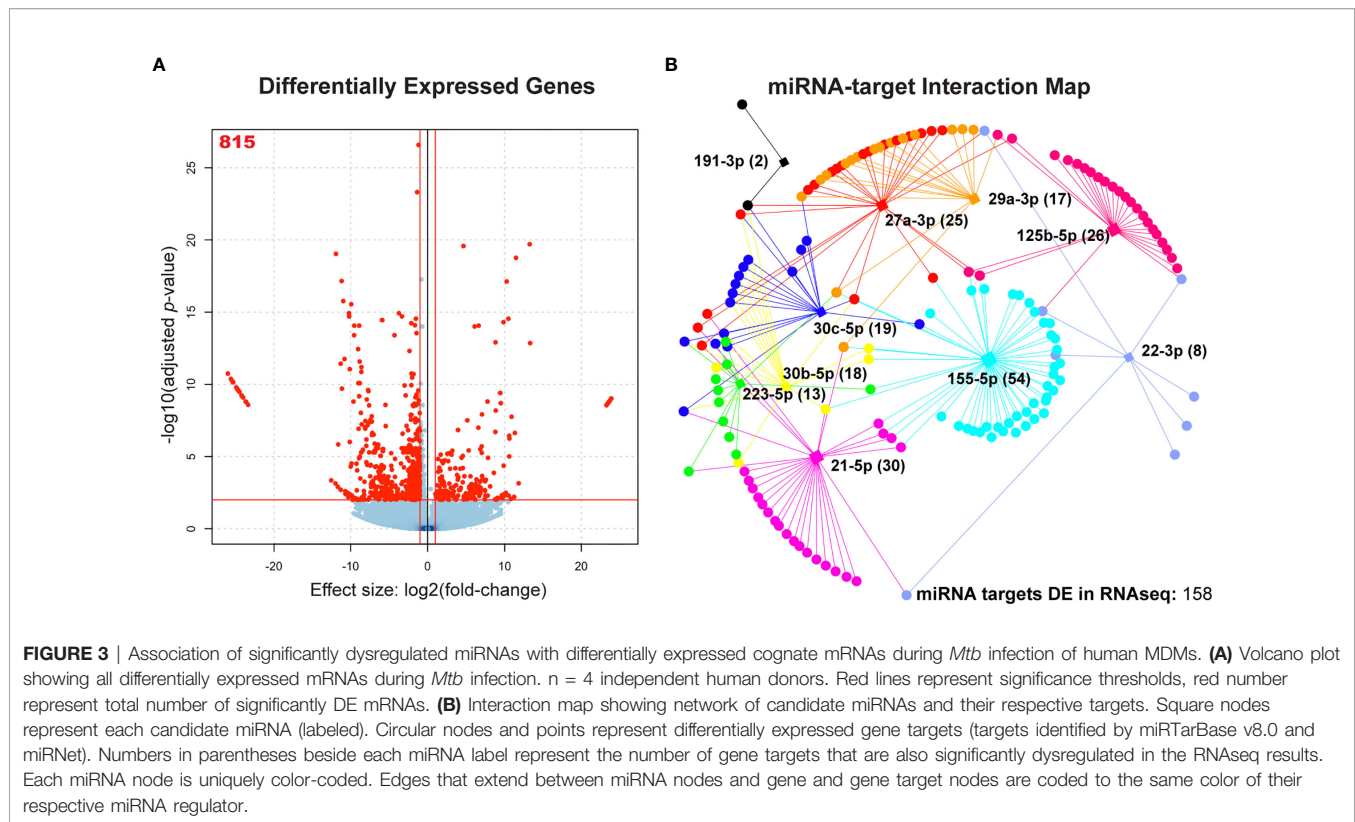 A
Differentially Expressed Genes
815
25
20
15
10
5
0
-log10(adjusted p-value)
-20
-10
0
10
20
Effect size: log2(fold-change)
B
miRNA-target Interaction Map
191-3p (2)
29a-3p (17)
27a-3p (25)
125b-5p (26)
30c-5p (19)
22-3p (8)
30b-5p (18)
155-5p (54)
223-5p (13)
21-5p (30)
miRNA targets DE in RNAseq: 158
FIGURE 3 | Association of significantly dysregulated miRNAs with differentially expressed cognate mRNAs during Mtb infection of human MDMs. (A) Volcano plot
showing all differentially expressed mRNAs during Mtb infection. n = 4 independent human donors. Red lines represent significance thresholds, red number
represent total number of significantly DE mRNAs. (B) Interaction map showing network of candidate miRNAs and their respective targets. Square nodes
represent each candidate miRNA (labeled). Circular nodes and points represent differentially expressed gene targets (targets identified by miRTarBase v8.0 and
miRNet). Numbers in parentheses beside each miRNA label represent the number of gene targets that are also significantly dysregulated in the RNAseq results.
Each miRNA node is uniquely color-coded. Edges that extend between miRNA nodes and gene and gene target nodes are coded to the same color of their
respective miRNA regulator.